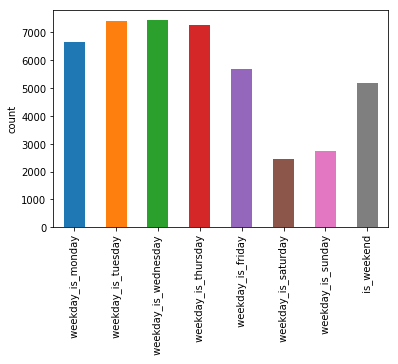 7000
6000
5000
4000
3000
2000
1000
0
count
weekday_is_monday
weekday_is_tuesday
weekday_is_wednesday
weekday_is_thursday
weekday_is_friday
weekday_is_saturday
weekday_is_sunday
is_weekend